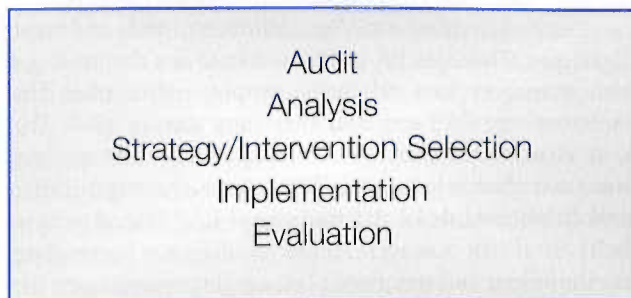 Audit
Analysis
Strategy/Intervention Selection
Implementation
Evaluation